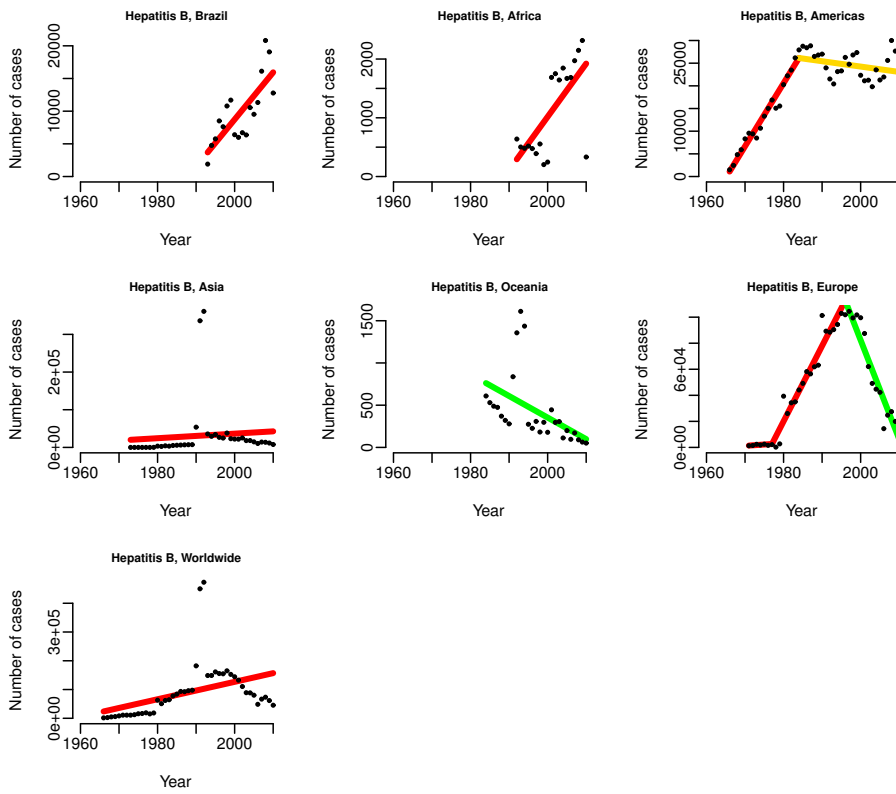 Hepatitis B, Brazil
Number of cases
0
10000
20000
1960
1980
2000
Year
Hepatitis B, Africa
Number of cases
0
1000
2000
1960
1980
2000
Year
Hepatitis B, Americas
Number of cases
0
10000
25000
1960
1980
2000
Year
Hepatitis B, Asia
Number of cases
0e+00
2e+05
1960
1980
2000
Year
Hepatitis B, Oceania
Number of cases
0
500
1500
1960
1980
2000
Year
Hepatitis B, Europe
Number of cases
0e+00
6e+04
1960
1980
2000
Year
Hepatitis B, Worldwide
Number of cases
0e+00
3e+05
1960
1980
2000
Year